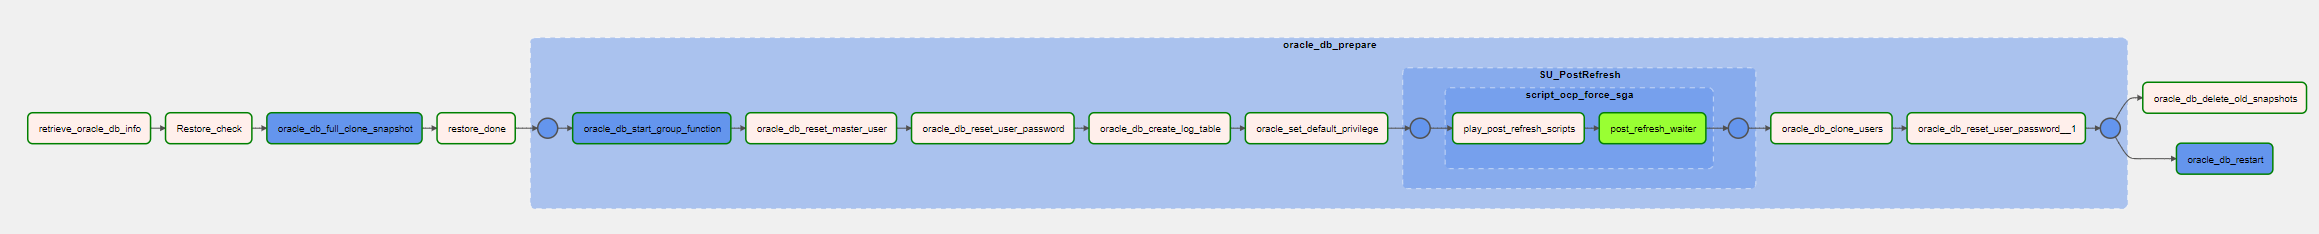 oracle_db_prepare
SU_PostRefresh
script_ocp_force_sga
retrieve_oracle_db_info
Restore_check
oracle_db_full_clone_snapshot
restore_done
oracle_db_start_group_function
oracle_db_reset_master_user
oracle_db_reset_user_password
oracle_db_create_log_table
oracle_set_default_privilege
play_post_refresh_scripts
post_refresh_waiter
oracle_db_clone_users
oracle_db_reset_user_password__1
oracle_db_delete_old_snapshots
oracle_db_restart